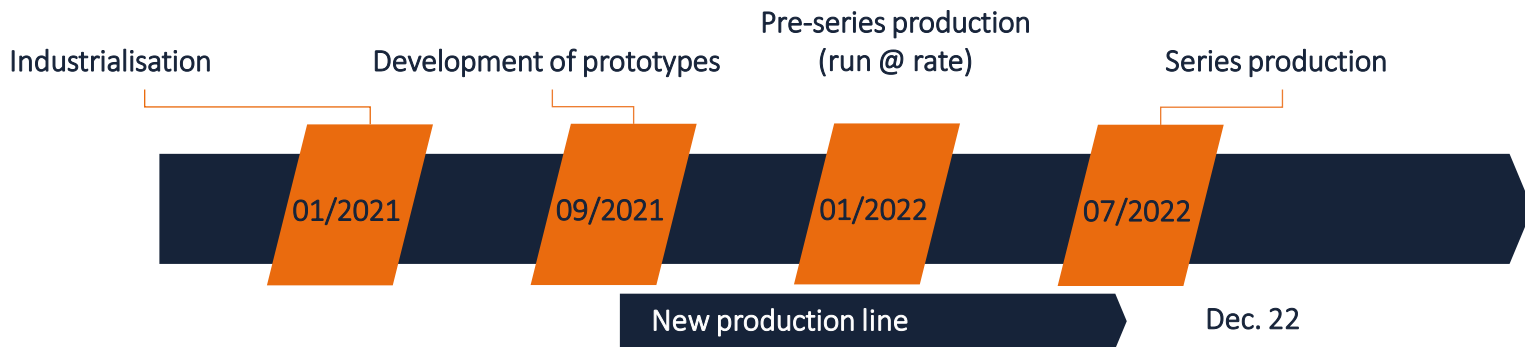 Industrialisation
Development of prototypes
Pre-series production
(run @ rate)
Series production
01/2021
09/2021
01/2022
07/2022
New production line
Dec. 22